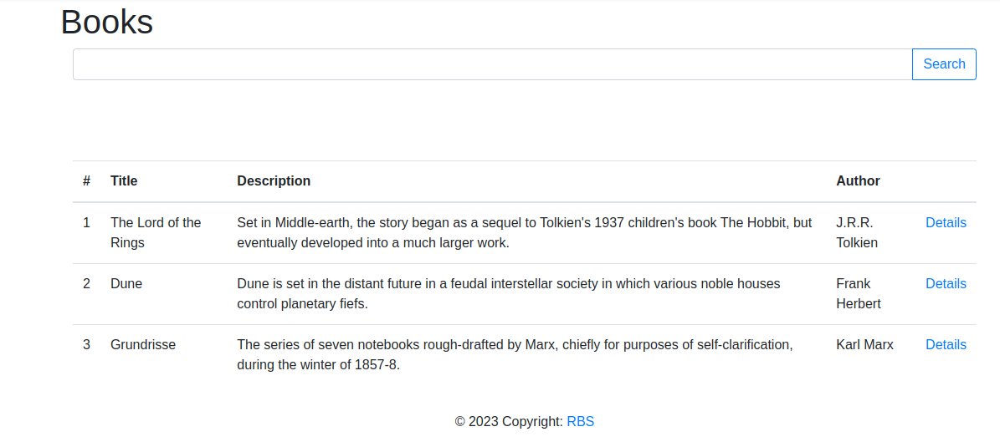 Books
Search
# Title Description Author
1 The Lord of the Rings Set in Middle-earth, the story began as a sequel to Tolkien's 1937 children's book The Hobbit, but eventually developed into a much larger work. J.R.R. Tolkien Details
2 Dune Dune is set in the distant future in a feudal interstellar society in which various noble houses control planetary fiefs. Frank Herbert Details
3 Grundrisse The series of seven notebooks rough-drafted by Marx, chiefly for purposes of self-clarification, during the winter of 1857-8. Karl Marx Details
© 2023 Copyright: RBS